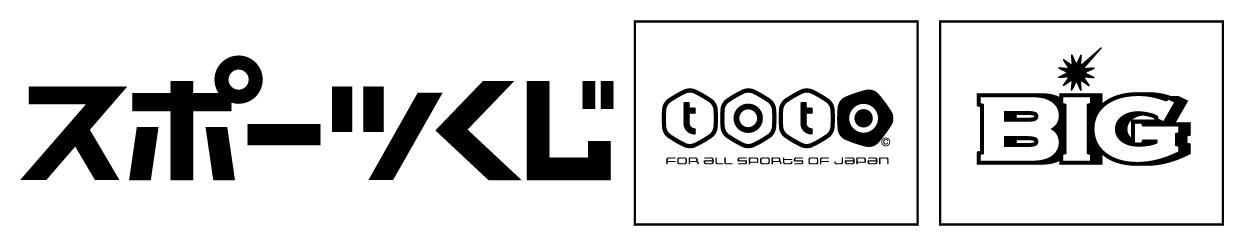 スポーツくじ
toto
©
FOR ALL SPORTS OF JAPAN
BIG